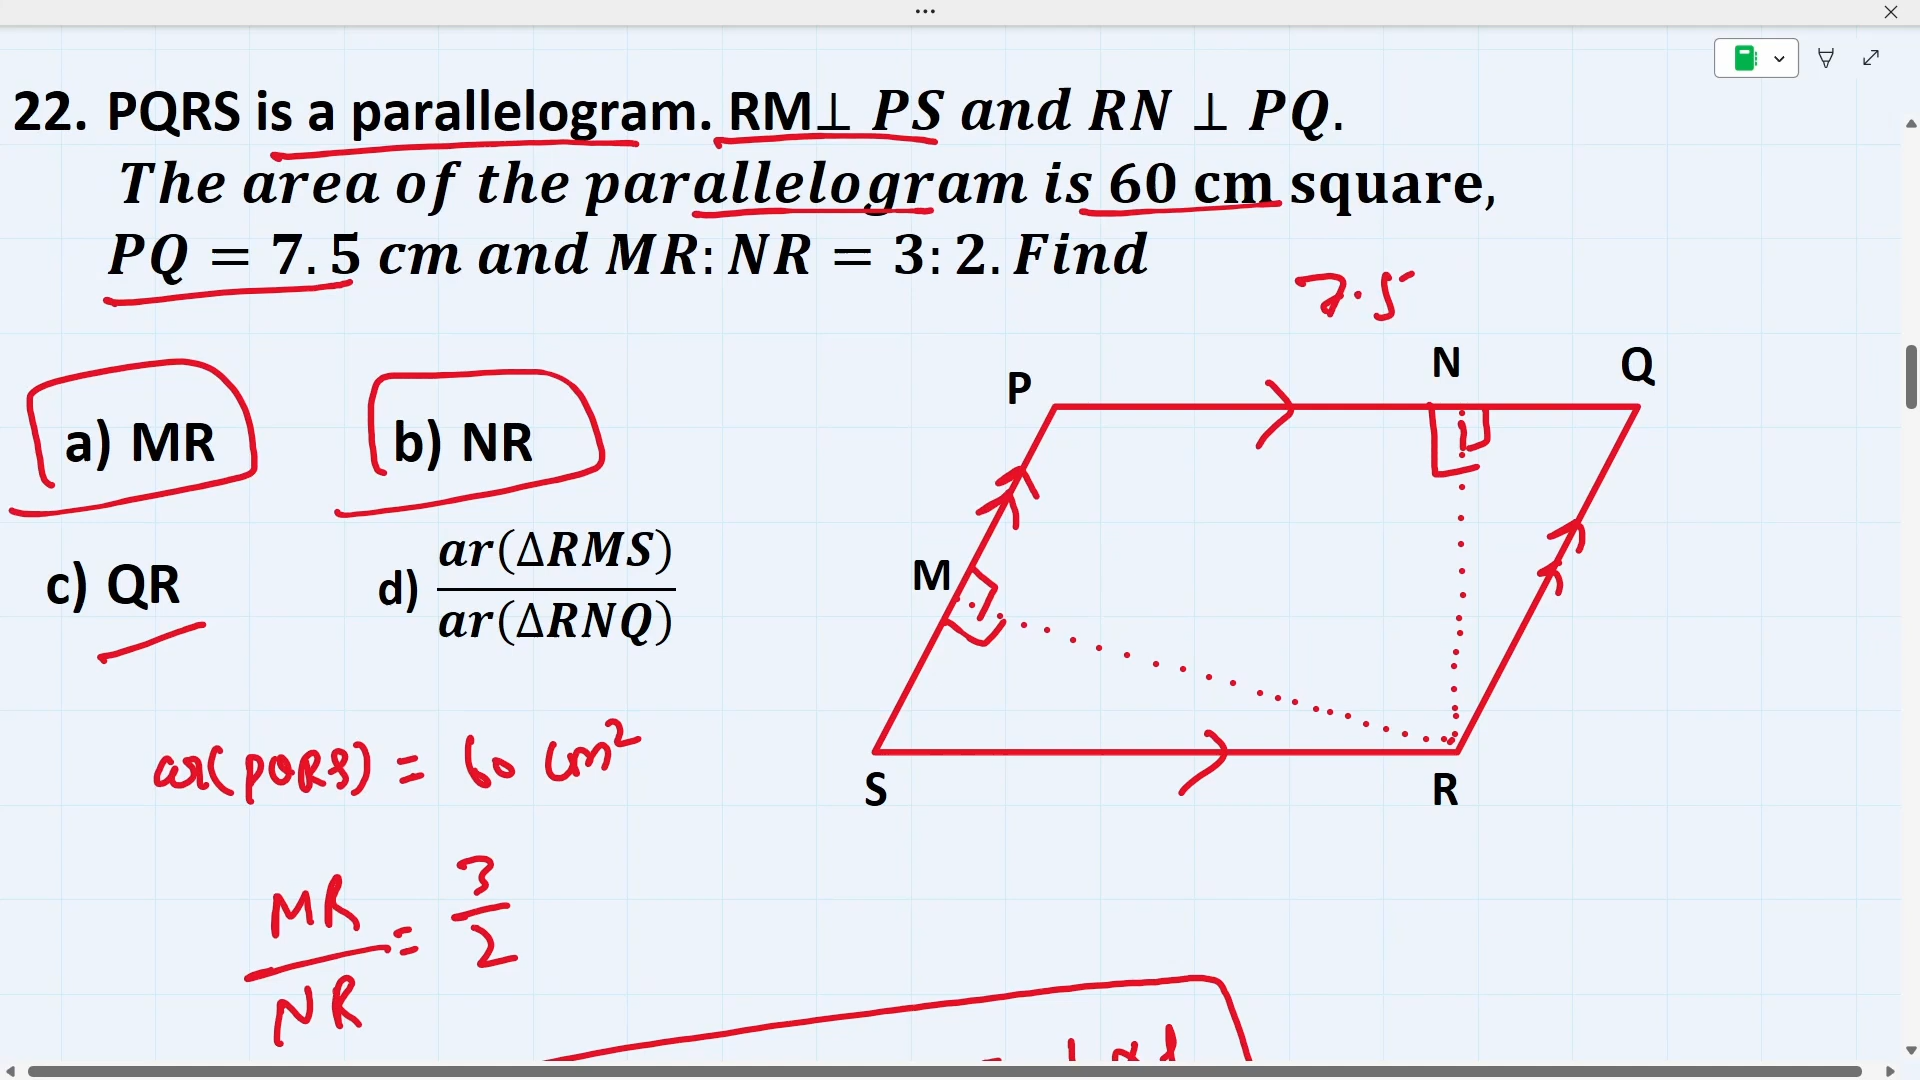 22. PQRS is a parallelogram. RM⊥ PS and RN ⊥ PQ.
The area of the parallelogram is 60 cm square,
PQ = 7.5 cm and MR: NR = 3: 2. Find
7.5
a) MR b) NR
c) QR d) ar(ΔRMS)
ar(ΔRNQ)
P N Q
M
S R
ar(PQRS) = 60 cm²
MR
NR
= 3
2